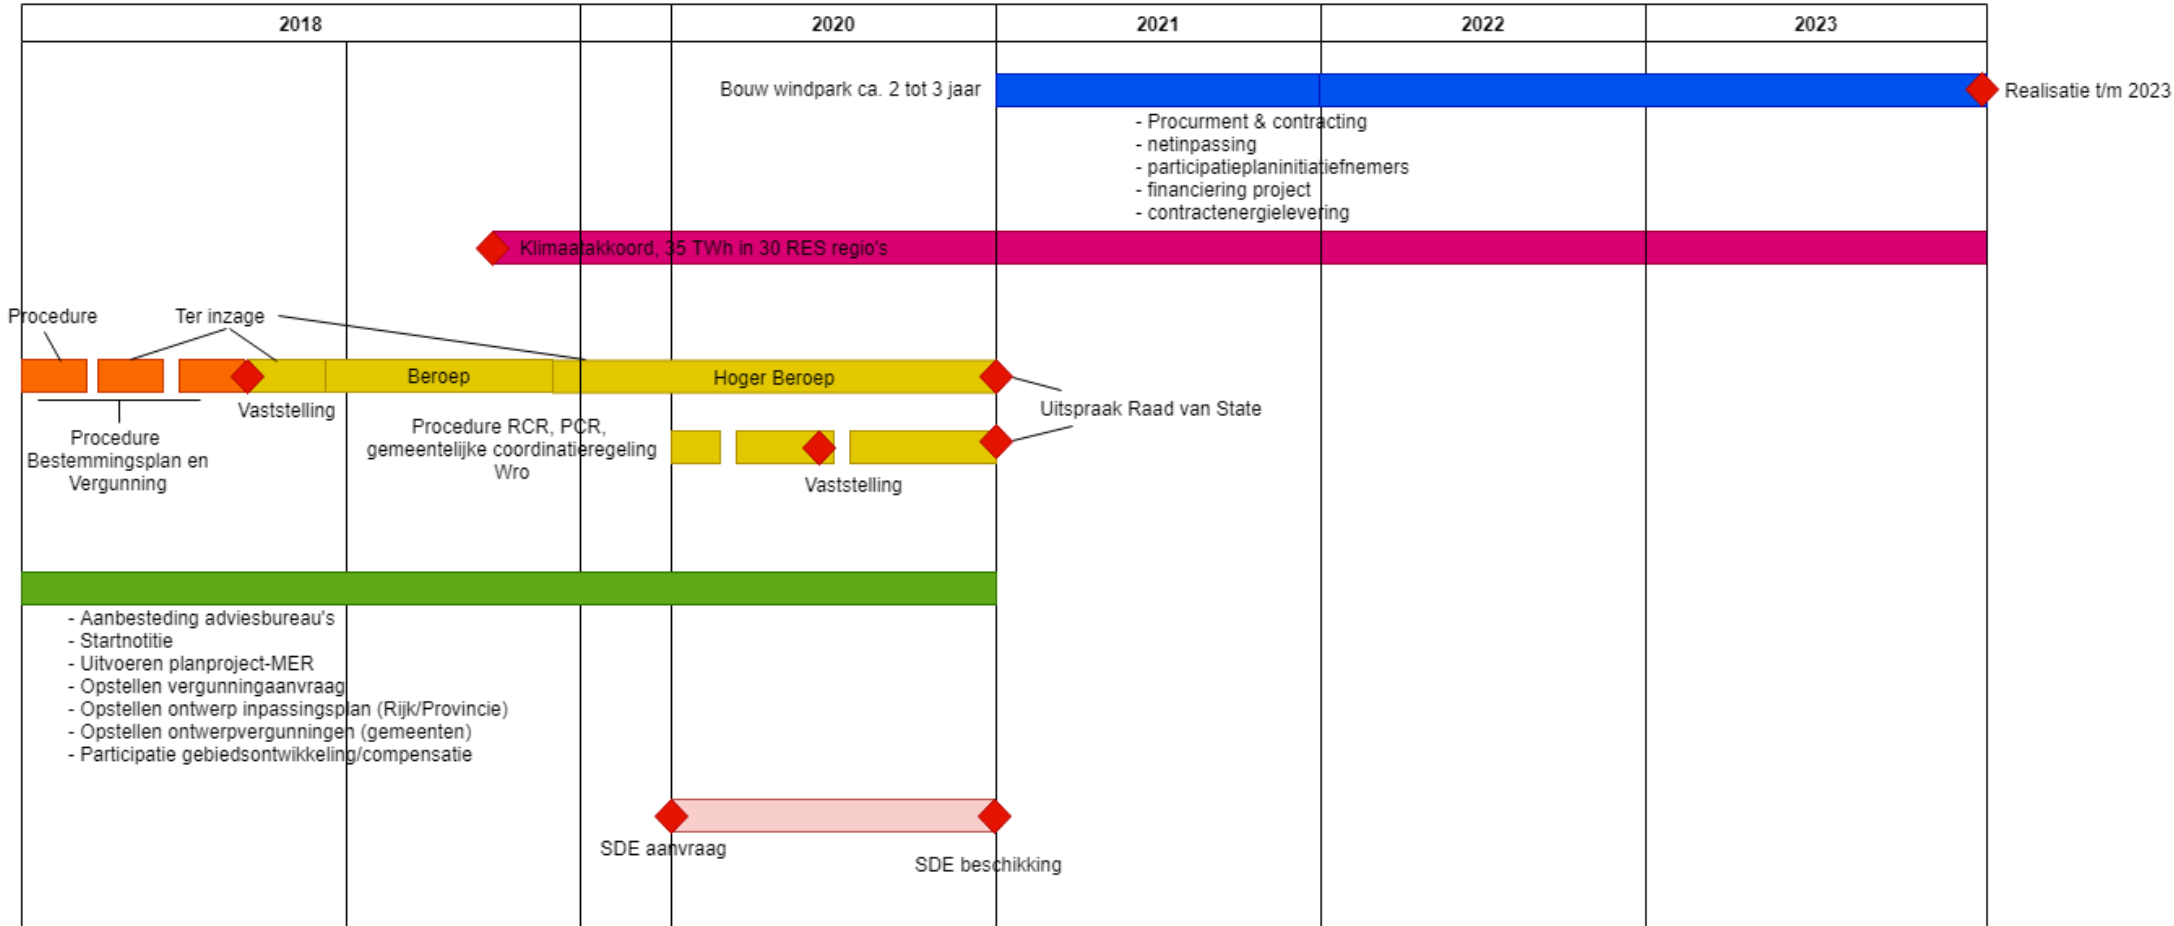 2018
2020
2021
2022
2023
Bouw windpark ca. 2 tot 3 jaar
Realisatie t/m 2023
- Procurment & contracting
- netinpassing
- participatieplaninitiatiefnemers
- financiering project
- contractenergielevering
Klimaatakkoord, 35 TWh in 30 RES regio's
Procedure
Ter inzage
Beroep
Hoger Beroep
Vaststelling
Uitspraak Raad van State
Procedure
Bestemmingsplan en
Vergunning
Procedure RCR, PCR,
gemeentelijke coordinatieregeling
Wro
Vaststelling
- Aanbesteding adviesbureau's
- Startnotitie
- Uitvoeren planproject-MER
- Opstellen vergunningaanvraag
- Opstellen ontwerp inpassingsplan (Rijk/Provincie)
- Opstellen ontwerpvergunningen (gemeenten)
- Participatie gebiedsontwikkeling/compensatie
SDE aanvraag
SDE beschikking